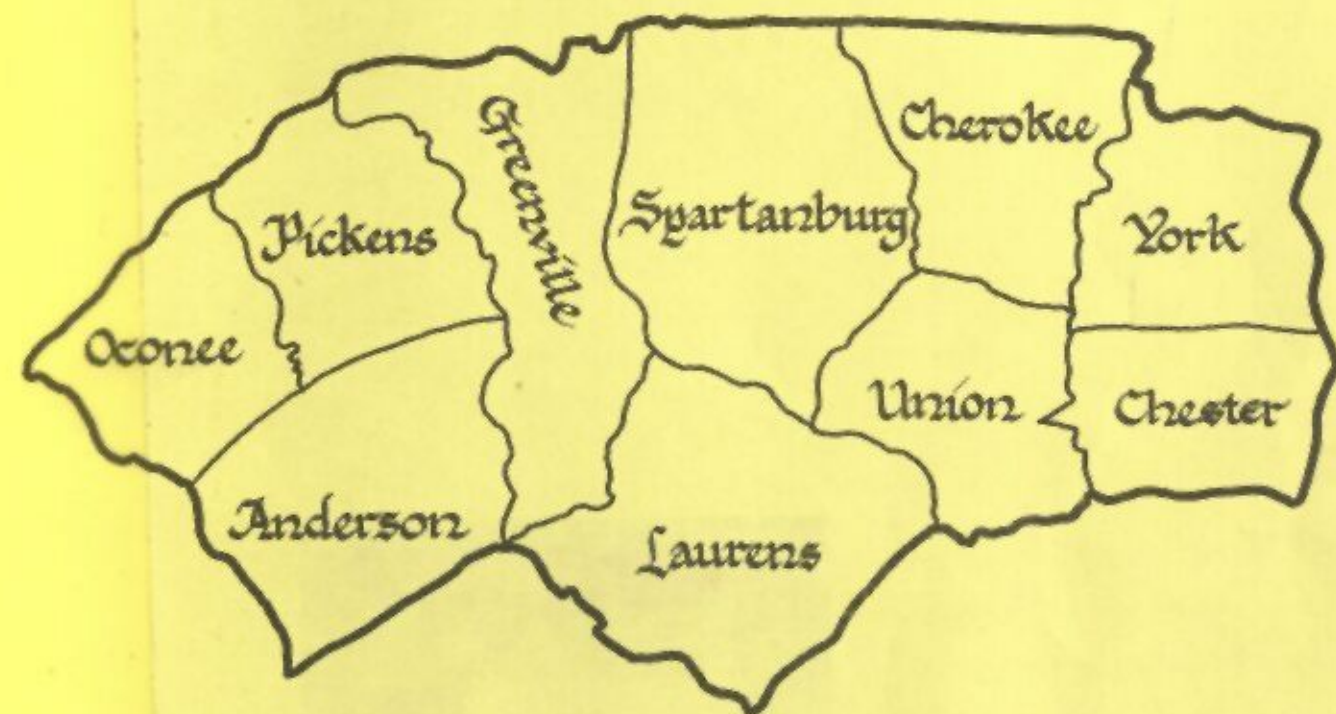 Greenville
Cherokee
Pickens
Spartanburg
York
Oconee
Union
Chester
Anderson
Laurens